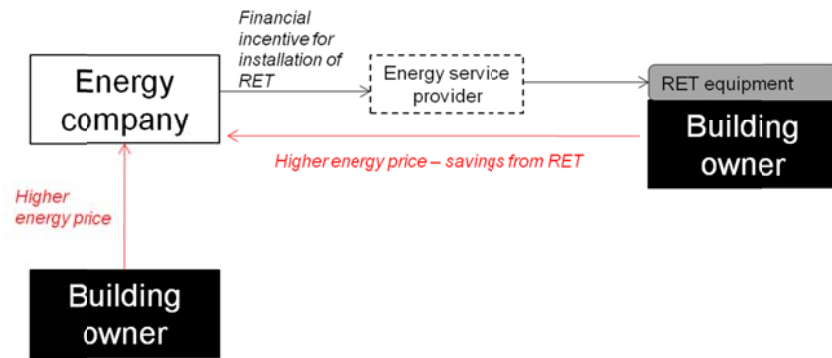 Financial
incentive for
installation of
RET
Energy
company
Energy service
provider
RET equipment
Building
owner
Higher energy price – savings from RET
Higher
energy price
Building
owner